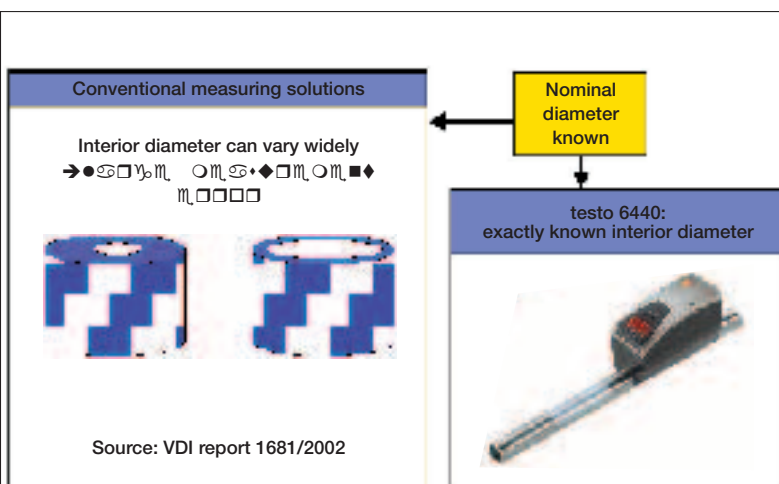 Conventional measuring solutions
Interior diameter can vary widely
➔●♋❒♑♏ ❍♏♋⬧◆❒♏❍♏■⧫
♏❒❒□❒
Source: VDI report 1681/2002
Nominal
diameter
known
testo 6440:
exactly known interior diameter